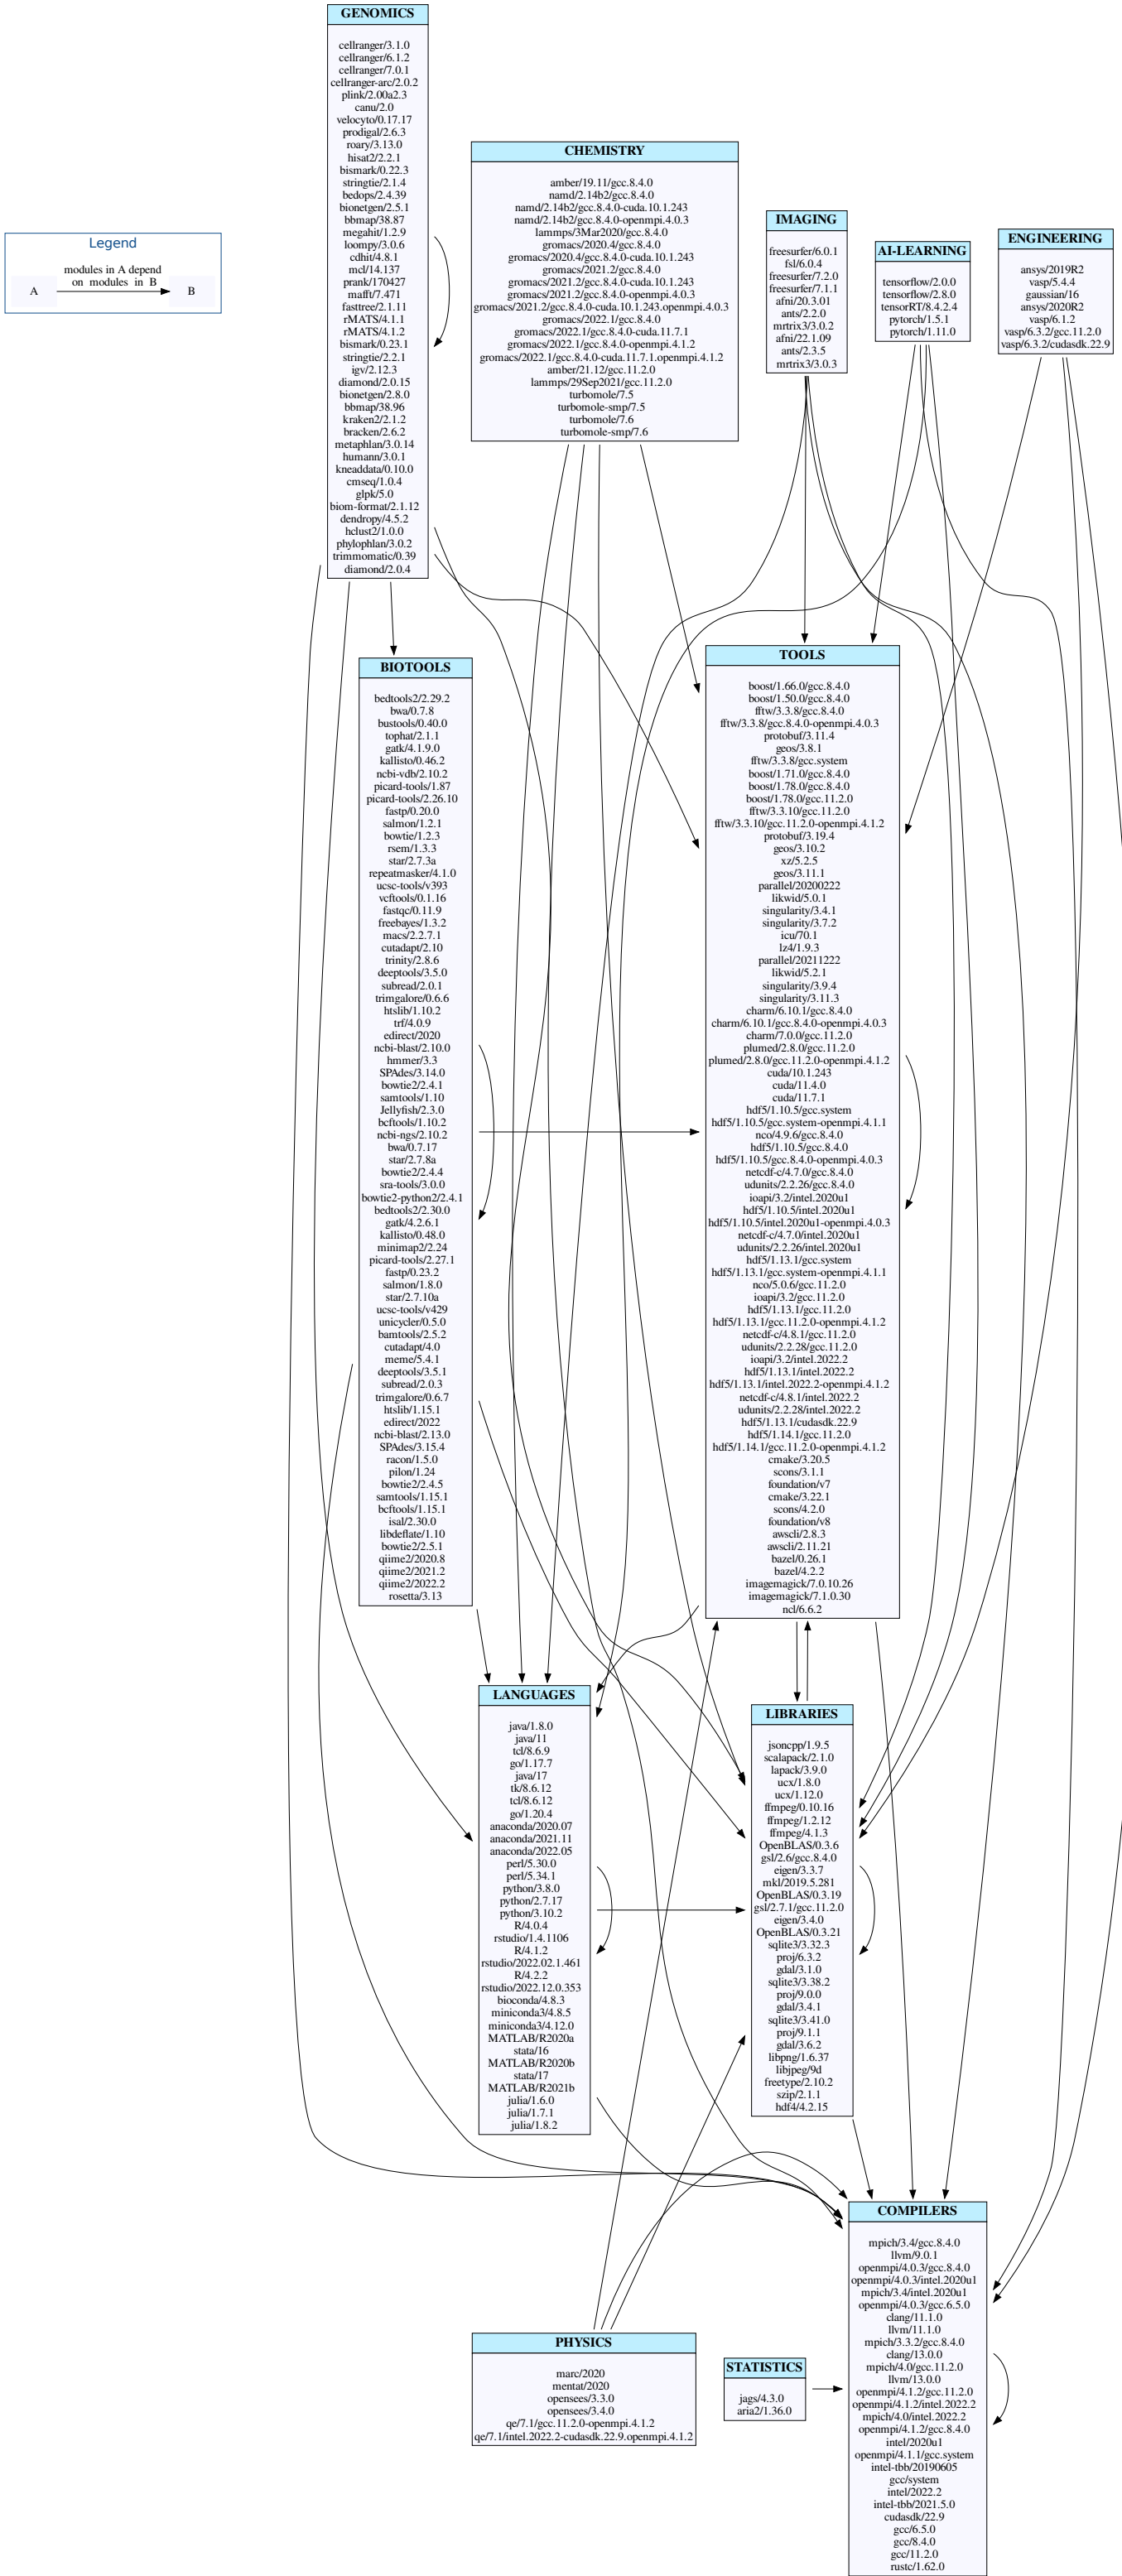 GENOMICS
cellranger/3.1.0
cellranger/6.1.2
cellranger/7.0.1
cellranger-arc/2.0.2
plink/2.00a2.3
canu/2.0
velocyto/0.17.17
prodigal/2.6.3
roary/3.13.0
hisat2/2.2.1
bismark/0.22.3
stringtie/2.1.4
bedops/2.4.39
bionetgen/2.5.1
bbmap/38.87
megahit/1.2.9
loompy/3.0.6
cdhit/4.8.1
mcl/14.137
prank/170427
mafft/7.471
fasttree/2.1.11
rMATS/4.1.1
rMATS/4.1.2
bismark/0.23.1
stringtie/2.2.1
igv/2.12.3
diamond/2.0.15
bionetgen/2.8.0
bbmap/38.96
kraken2/2.1.2
bracken/2.6.2
metaphlan/3.0.14
humann/3.0.1
kneaddata/0.10.0
cmseq/1.0.4
glpk/5.0
biom-format/2.1.12
dendropy/4.5.2
hclust2/1.0.0
phylophlan/3.0.2
trimmomatic/0.39
diamond/2.0.4
CHEMISTRY
amber/19.11/gcc.8.4.0
namd/2.14b2/gcc.8.4.0
namd/2.14b2/gcc.8.4.0-cuda.10.1.243
namd/2.14b2/gcc.8.4.0-openmpi.4.0.3
lammps/3Mar2020/gcc.8.4.0
gromacs/2020.4/gcc.8.4.0
gromacs/2020.4/gcc.8.4.0-cuda.10.1.243
gromacs/2021.2/gcc.8.4.0
gromacs/2021.2/gcc.8.4.0-cuda.10.1.243
gromacs/2021.2/gcc.8.4.0-openmpi.4.0.3
gromacs/2021.2/gcc.8.4.0-cuda.10.1.243.openmpi.4.0.3
gromacs/2022.1/gcc.8.4.0
gromacs/2022.1/gcc.8.4.0-cuda.11.7.1
gromacs/2022.1/gcc.8.4.0-openmpi.4.1.2
gromacs/2022.1/gcc.8.4.0-cuda.11.7.1.openmpi.4.1.2
amber/21.12/gcc.11.2.0
lammps/29Sep2021/gcc.11.2.0
turbomole/7.5
turbomole-smp/7.5
turbomole/7.6
turbomole-smp/7.6
IMAGING
freesurfer/6.0.1
fsl/6.0.4
freesurfer/7.2.0
freesurfer/7.1.1
afni/20.3.01
ants/2.2.0
mrtrix3/3.0.2
afni/22.1.09
ants/2.3.5
mrtrix3/3.0.3
AI-LEARNING
tensorflow/2.0.0
tensorflow/2.8.0
tensorRT/8.4.2.4
pytorch/1.5.1
pytorch/1.11.0
ENGINEERING
ansys/2019R2
vasp/5.4.4
gaussian/16
ansys/2020R2
vasp/6.1.2
vasp/6.3.2/gcc.11.2.0
vasp/6.3.2/cudasdk.22.9
Legend
modules in A depend
on modules in B
A
B
BIOTOOLS
bedtools2/2.29.2
bwa/0.7.8
bustools/0.40.0
tophat/2.1.1
gatk/4.1.9.0
kallisto/0.46.2
ncbi-vdb/2.10.2
picard-tools/1.87
picard-tools/2.26.10
fastp/0.20.0
salmon/1.2.1
bowtie/1.2.3
rsem/1.3.3
star/2.7.3a
repeatmasker/4.1.0
ucsc-tools/v393
vcftools/0.1.16
fastqc/0.11.9
freebayes/1.3.2
macs/2.2.7.1
cutadapt/2.10
trinity/2.8.6
deeptools/3.5.0
subread/2.0.1
trimgalore/0.6.6
htslib/1.10.2
trf/4.0.9
edirect/2020
ncbi-blast/2.10.0
hmmer/3.3
SPAdes/3.14.0
bowtie2/2.4.1
samtools/1.10
Jellyfish/2.3.0
bcftools/1.10.2
ncbi-ngs/2.10.2
bwa/0.7.17
star/2.7.8a
bowtie2/2.4.4
sra-tools/3.0.0
bowtie2-python2/2.4.1
bedtools2/2.30.0
gatk/4.2.6.1
kallisto/0.48.0
minimap2/2.24
picard-tools/2.27.1
fastp/0.23.2
salmon/1.8.0
star/2.7.10a
ucsc-tools/v429
unicycler/0.5.0
bamtools/2.5.2
cutadapt/4.0
meme/5.4.1
deeptools/3.5.1
subread/2.0.3
trimgalore/0.6.7
htslib/1.15.1
edirect/2022
ncbi-blast/2.13.0
SPAdes/3.15.4
racon/1.5.0
pilon/1.24
bowtie2/2.4.5
samtools/1.15.1
bcftools/1.15.1
isal/2.30.0
libdeflate/1.10
bowtie2/2.5.1
qiime2/2020.8
qiime2/2021.2
qiime2/2022.2
rosetta/3.13
TOOLS
boost/1.66.0/gcc.8.4.0
boost/1.50.0/gcc.8.4.0
fftw/3.3.8/gcc.8.4.0
fftw/3.3.8/gcc.8.4.0-openmpi.4.0.3
protobuf/3.11.4
geos/3.8.1
fftw/3.3.8/gcc.system
boost/1.71.0/gcc.8.4.0
boost/1.78.0/gcc.8.4.0
boost/1.78.0/gcc.11.2.0
fftw/3.3.10/gcc.11.2.0
fftw/3.3.10/gcc.11.2.0-openmpi.4.1.2
protobuf/3.19.4
geos/3.10.2
xz/5.2.5
geos/3.11.1
parallel/20200222
likwid/5.0.1
singularity/3.4.1
singularity/3.7.2
icu/70.1
lz4/1.9.3
parallel/20211222
likwid/5.2.1
singularity/3.9.4
singularity/3.11.3
charm/6.10.1/gcc.8.4.0
charm/6.10.1/gcc.8.4.0-openmpi.4.0.3
charm/7.0.0/gcc.11.2.0
plumed/2.8.0/gcc.11.2.0
plumed/2.8.0/gcc.11.2.0-openmpi.4.1.2
cuda/10.1.243
cuda/11.4.0
cuda/11.7.1
hdf5/1.10.5/gcc.system
hdf5/1.10.5/gcc.system-openmpi.4.1.1
nco/4.9.6/gcc.8.4.0
hdf5/1.10.5/gcc.8.4.0
hdf5/1.10.5/gcc.8.4.0-openmpi.4.0.3
netcdf-c/4.7.0/gcc.8.4.0
udunits/2.2.26/gcc.8.4.0
ioapi/3.2/intel.2020u1
hdf5/1.10.5/intel.2020u1
hdf5/1.10.5/intel.2020u1-openmpi.4.0.3
netcdf-c/4.7.0/intel.2020u1
udunits/2.2.26/intel.2020u1
hdf5/1.13.1/gcc.system
hdf5/1.13.1/gcc.system-openmpi.4.1.1
nco/5.0.6/gcc.11.2.0
ioapi/3.2/gcc.11.2.0
hdf5/1.13.1/gcc.11.2.0
hdf5/1.13.1/gcc.11.2.0-openmpi.4.1.2
netcdf-c/4.8.1/gcc.11.2.0
udunits/2.2.28/gcc.11.2.0
ioapi/3.2/intel.2022.2
hdf5/1.13.1/intel.2022.2
hdf5/1.13.1/intel.2022.2-openmpi.4.1.2
netcdf-c/4.8.1/intel.2022.2
udunits/2.2.28/intel.2022.2
hdf5/1.13.1/cudasdk.22.9
hdf5/1.14.1/gcc.11.2.0
hdf5/1.14.1/gcc.11.2.0-openmpi.4.1.2
cmake/3.20.5
scons/3.1.1
foundation/v7
cmake/3.22.1
scons/4.2.0
foundation/v8
awscli/2.8.3
awscli/2.11.21
bazel/0.26.1
bazel/4.2.2
imagemagick/7.0.10.26
imagemagick/7.1.0.30
ncl/6.6.2
LANGUAGES
java/1.8.0
java/11
tcl/8.6.9
go/1.17.7
java/17
tk/8.6.12
tcl/8.6.12
go/1.20.4
anaconda/2020.07
anaconda/2021.11
anaconda/2022.05
perl/5.30.0
perl/5.34.1
python/3.8.0
python/2.7.17
python/3.10.2
R/4.0.4
rstudio/1.4.1106
R/4.1.2
rstudio/2022.02.1.461
R/4.2.2
rstudio/2022.12.0.353
bioconda/4.8.3
miniconda3/4.8.5
miniconda3/4.12.0
MATLAB/R2020a
stata/16
MATLAB/R2020b
stata/17
MATLAB/R2021b
julia/1.6.0
julia/1.7.1
julia/1.8.2
LIBRARIES
jsoncpp/1.9.5
scalapack/2.1.0
lapack/3.9.0
ucx/1.8.0
ucx/1.12.0
ffmpeg/0.10.16
ffmpeg/1.2.12
ffmpeg/4.1.3
OpenBLAS/0.3.6
gsl/2.6/gcc.8.4.0
eigen/3.3.7
mkl/2019.5.281
OpenBLAS/0.3.19
gsl/2.7.1/gcc.11.2.0
eigen/3.4.0
OpenBLAS/0.3.21
sqlite3/3.32.3
proj/6.3.2
gdal/3.1.0
sqlite3/3.38.2
proj/9.0.0
gdal/3.4.1
sqlite3/3.41.0
proj/9.1.1
gdal/3.6.2
libpng/1.6.37
libjpeg/9d
freetype/2.10.2
szip/2.1.1
hdf4/4.2.15
COMPILERS
mpich/3.4/gcc.8.4.0
llvm/9.0.1
openmpi/4.0.3/gcc.8.4.0
openmpi/4.0.3/intel.2020u1
mpich/3.4/intel.2020u1
openmpi/4.0.3/gcc.6.5.0
clang/11.1.0
llvm/11.1.0
mpich/3.3.2/gcc.8.4.0
clang/13.0.0
mpich/4.0/gcc.11.2.0
llvm/13.0.0
openmpi/4.1.2/gcc.11.2.0
openmpi/4.1.2/intel.2022.2
mpich/4.0/intel.2022.2
openmpi/4.1.2/gcc.8.4.0
intel/2020u1
openmpi/4.1.1/gcc.system
intel-tbb/20190605
gcc/system
intel/2022.2
intel-tbb/2021.5.0
cudasdk/22.9
gcc/6.5.0
gcc/8.4.0
gcc/11.2.0
rustc/1.62.0
PHYSICS
marc/2020
mentat/2020
opensees/3.3.0
opensees/3.4.0
qe/7.1/gcc.11.2.0-openmpi.4.1.2
qe/7.1/intel.2022.2-cudasdk.22.9.openmpi.4.1.2
STATISTICS
jags/4.3.0
aria2/1.36.0